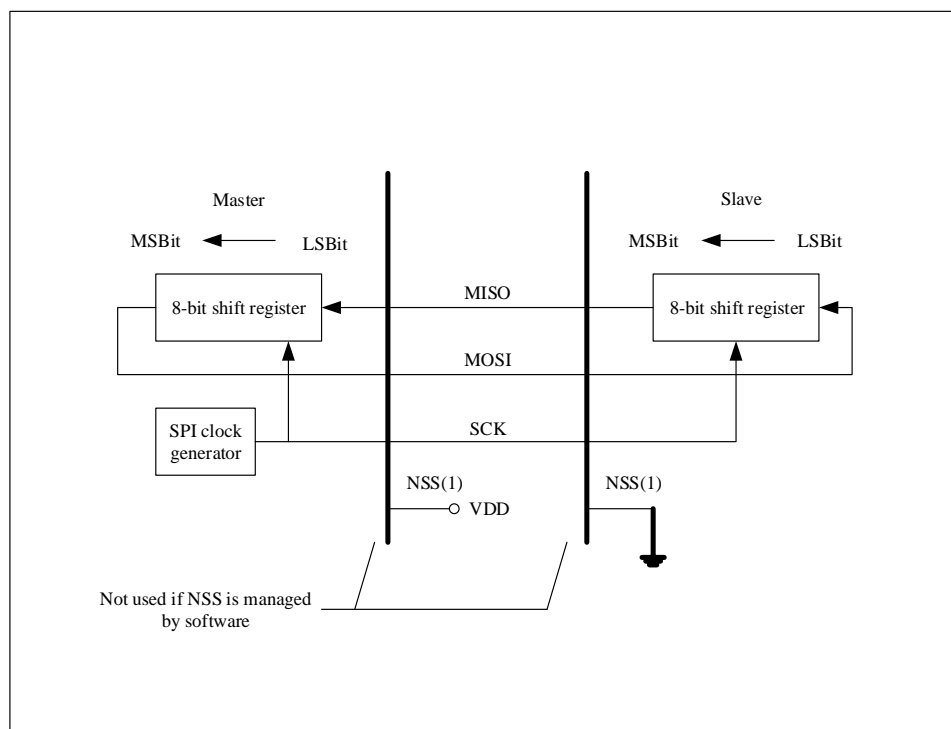 Master
Slave
MSBit
LSBit
MSBit
LSBit
8-bit shift register
MISO
8-bit shift register
MOSI
SPI clock
generator
SCK
NSS(1)
NSS(1)
VDD
Not used if NSS is managed
by software